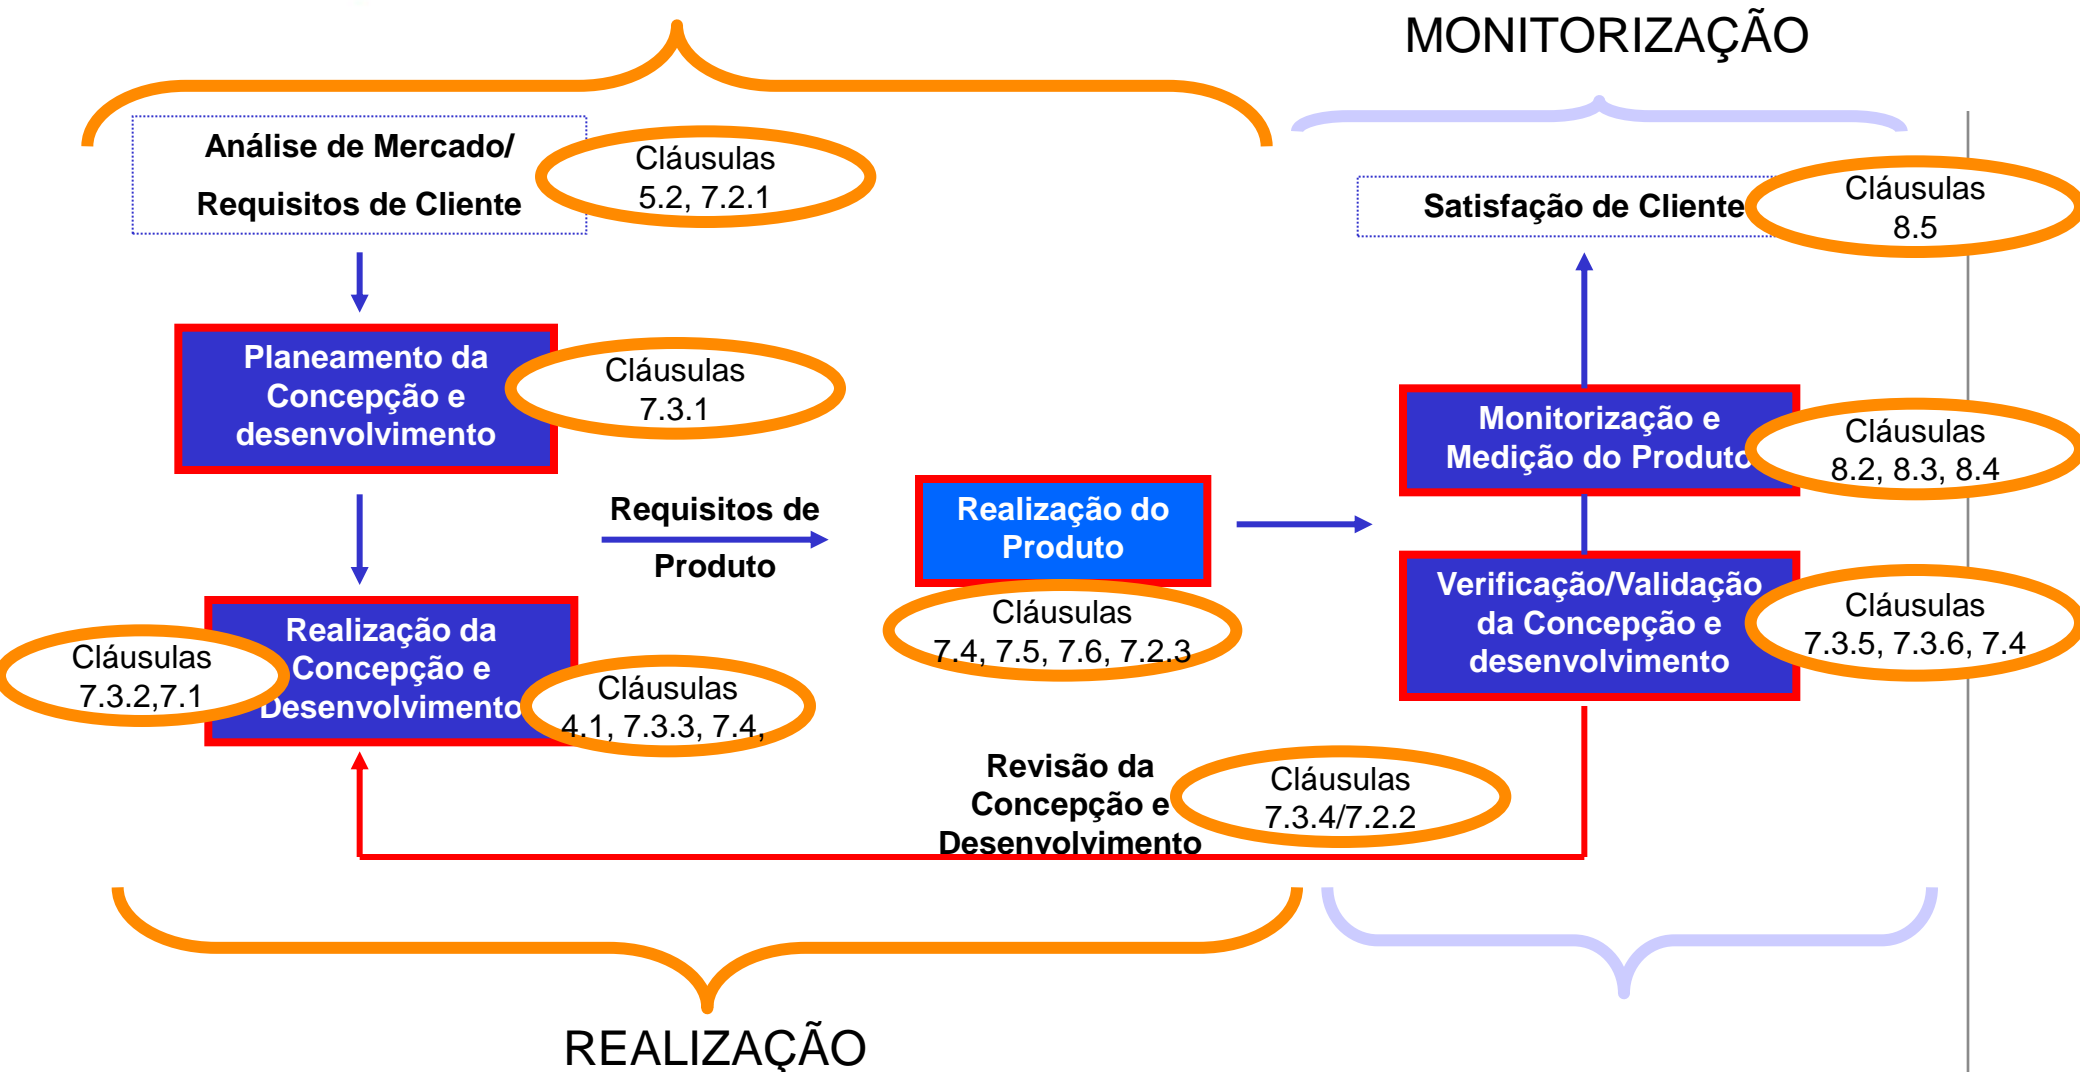 MONITORIZAÇÃO
Análise de Mercado/
Requisitos de Cliente
Cláusulas
5.2, 7.2.1
Satisfação de Cliente
Cláusulas
8.5
Planeamento da
Concepção e
desenvolvimento
Cláusulas
7.3.1
Monitorização e
Medição do Produto
Cláusulas
8.2, 8.3, 8.4
Requisitos de
Produto
Realização do
Produto
Cláusulas
7.4, 7.5, 7.6, 7.2.3
Verificação/Validação
da Concepção e
desenvolvimento
Cláusulas
7.3.5, 7.3.6, 7.4
Cláusulas
7.3.2,7.1
Realização da
Concepção e
Desenvolvimento
Cláusulas
4.1, 7.3.3, 7.4,
Revisão da
Concepção e
Desenvolvimento
Cláusulas
7.3.4/7.2.2
REALIZAÇÃO